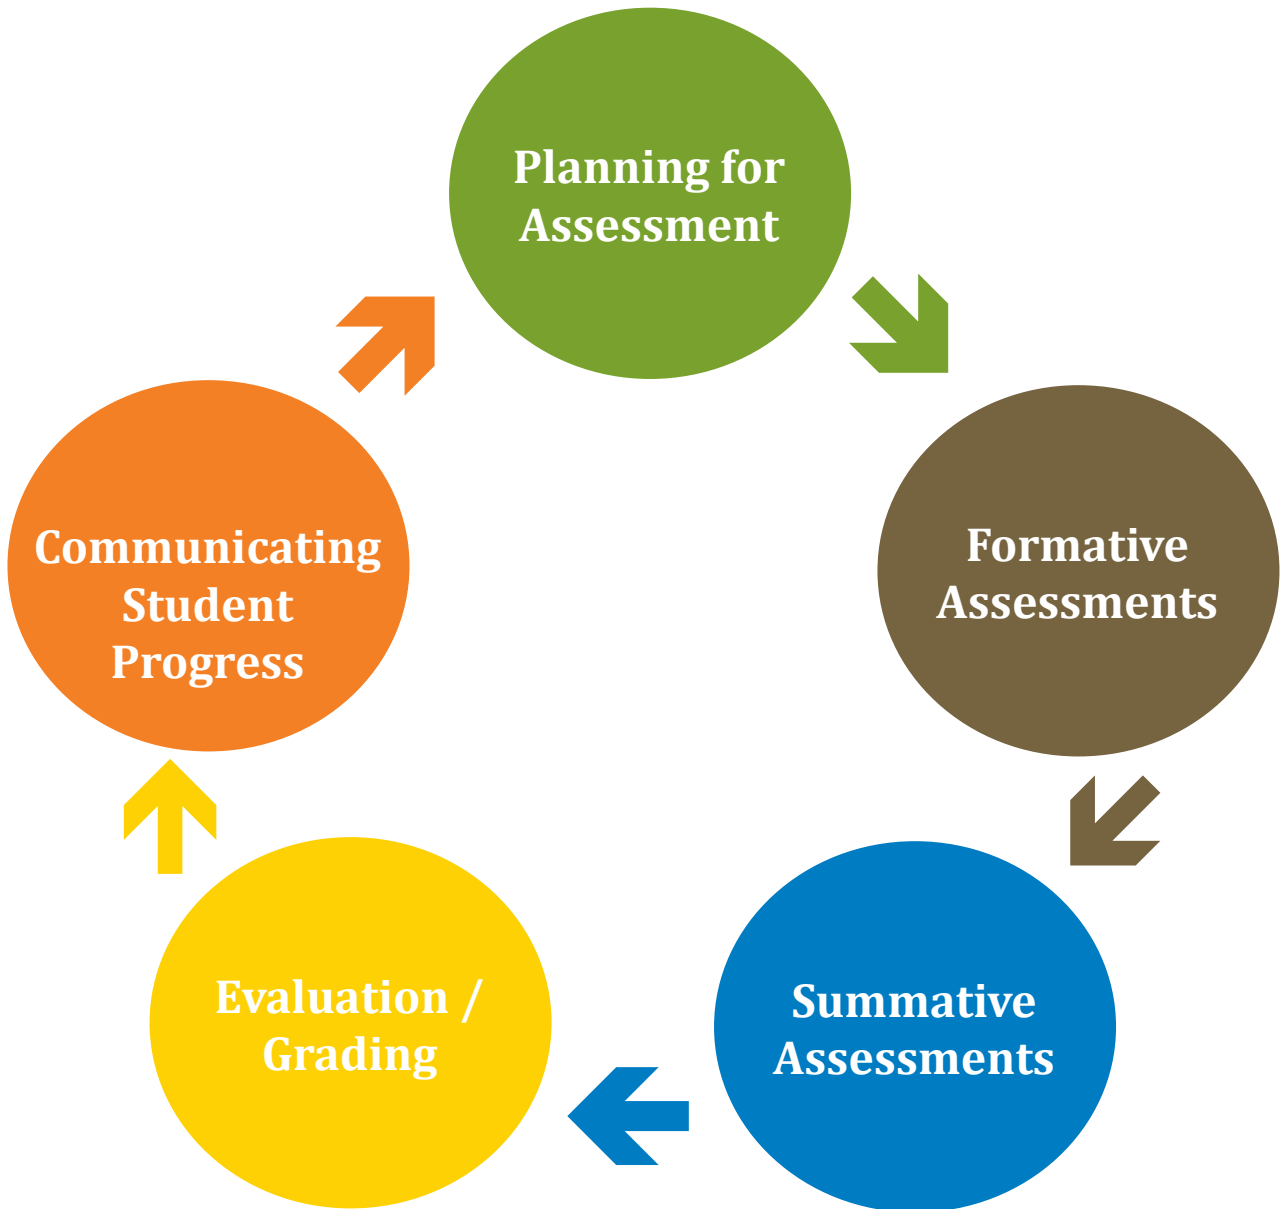 Planning for
Assessment
Formative
Assessments
Summative
Assessments
Evaluation /
Grading
Communicating
Student
Progress